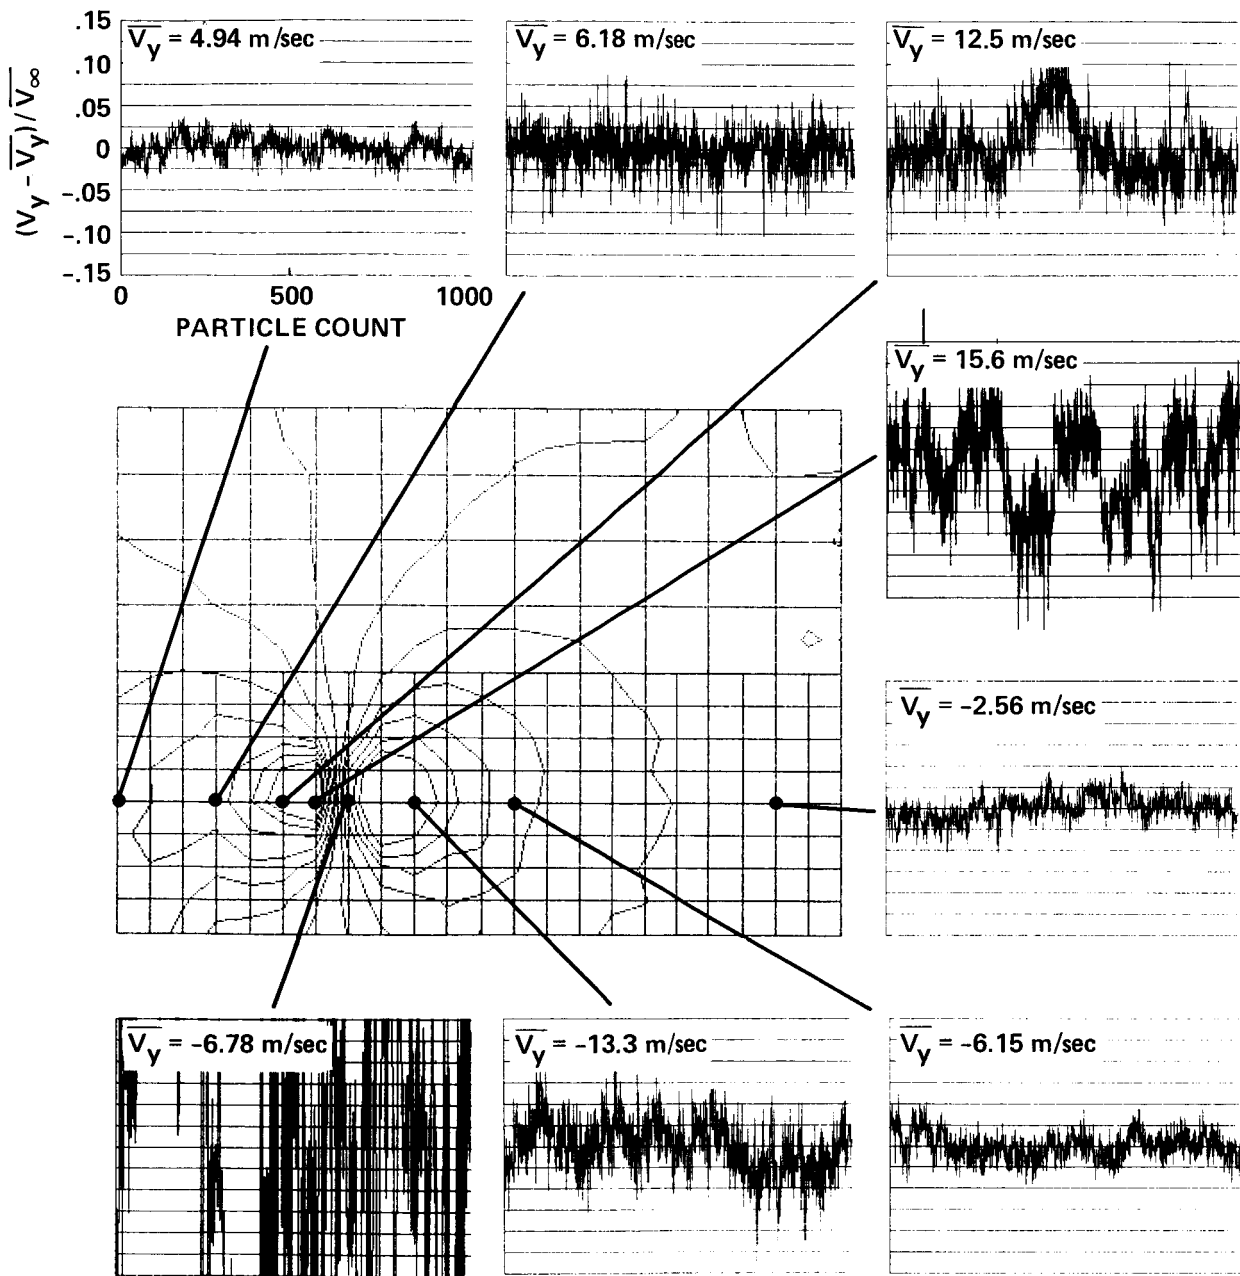 .15
.10
.05
0
-.05
-.10
-.15
(Vy - V̅y̅) / V̅∞̅
V̅y̅ = 4.94 m/sec
V̅y̅ = 6.18 m/sec
V̅y̅ = 12.5 m/sec
0 500 1000
PARTICLE COUNT
V̅y̅ = 15.6 m/sec
V̅y̅ = -2.56 m/sec
V̅y̅ = -6.78 m/sec
V̅y̅ = -13.3 m/sec
V̅y̅ = -6.15 m/sec